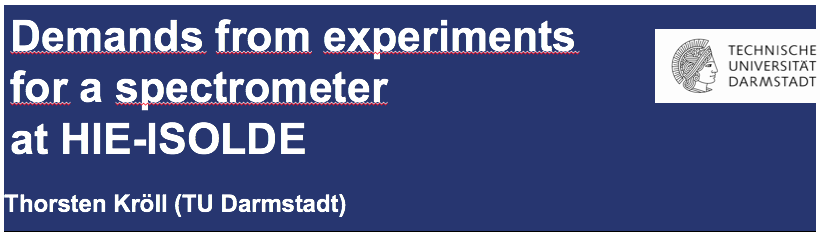 Demands from experiments
for a spectrometer
at HIE-ISOLDE
TECHNISCHE
UNIVERSITÄT
DARMSTADT
Thorsten Kröll (TU Darmstadt)